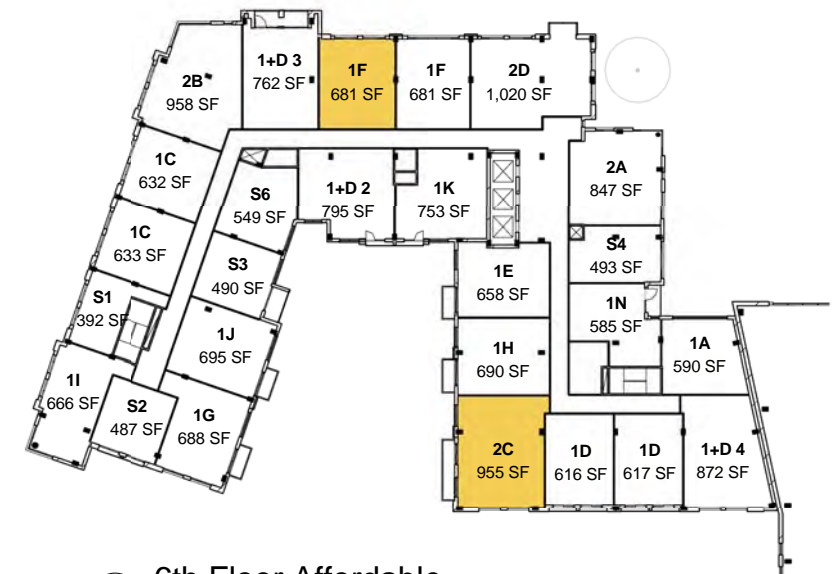 1+D 3
762 SF
1F
681 SF
1F
681 SF
2D
1,020 SF
2B
958 SF
1C
632 SF
S6
549 SF
1+D 2
795 SF
1K
753 SF
2A
847 SF
1C
633 SF
S3
490 SF
1E
658 SF
S4
493 SF
S1
392 SF
1J
695 SF
1H
690 SF
1N
585 SF
1A
590 SF
1I
666 SF
S2
487 SF
1G
688 SF
2C
955 SF
1D
616 SF
1D
617 SF
1+D 4
872 SF
6th Floor Affordable